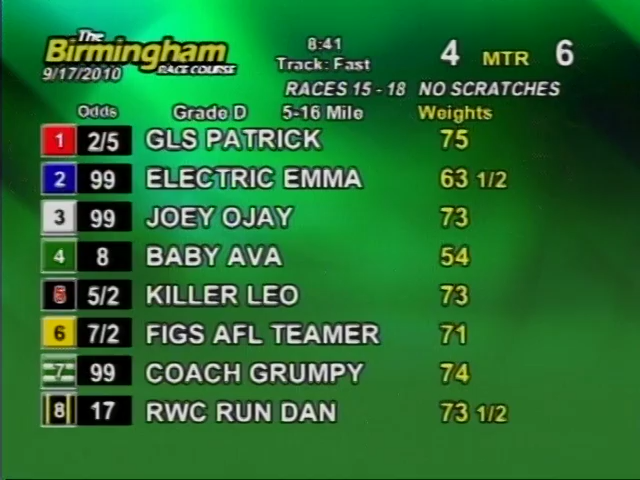 The
Birmingham
RACE COURSE
9/17/2010
8:41
Track: Fast
4 MTR 6
RACES 15 - 18 NO SCRATCHES
Odds Grade D 5-16 Mile Weights
1 2/5 GLS PATRICK 75
2 99 ELECTRIC EMMA 63 1/2
3 99 JOEY OJAY 73
4 8 BABY AVA 54
5 5/2 KILLER LEO 73
6 7/2 FIGS AFL TEAMER 71
7 99 COACH GRUMPY 74
8 17 RWC RUN DAN 73 1/2